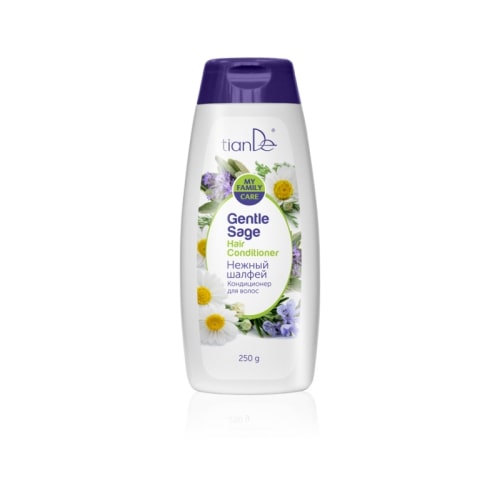 tianDe®
MY
FAMILY
CARE
Gentle
Sage
Hair
Conditioner
Нежный
шалфей
Кондиционер
для волос
250 g